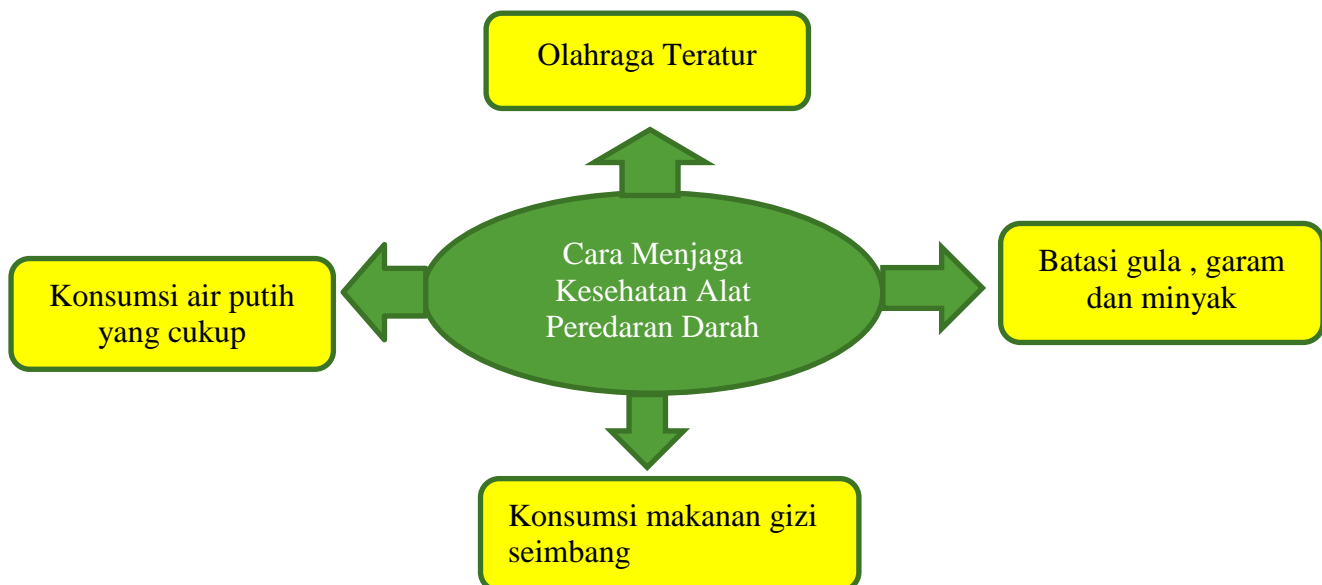 Olahraga Teratur
Cara Menjaga
Kesehatan Alat
Peredaran Darah
Konsumsi air putih
yang cukup
Batasi gula , garam
dan minyak
Konsumsi makanan gizi
seimbang